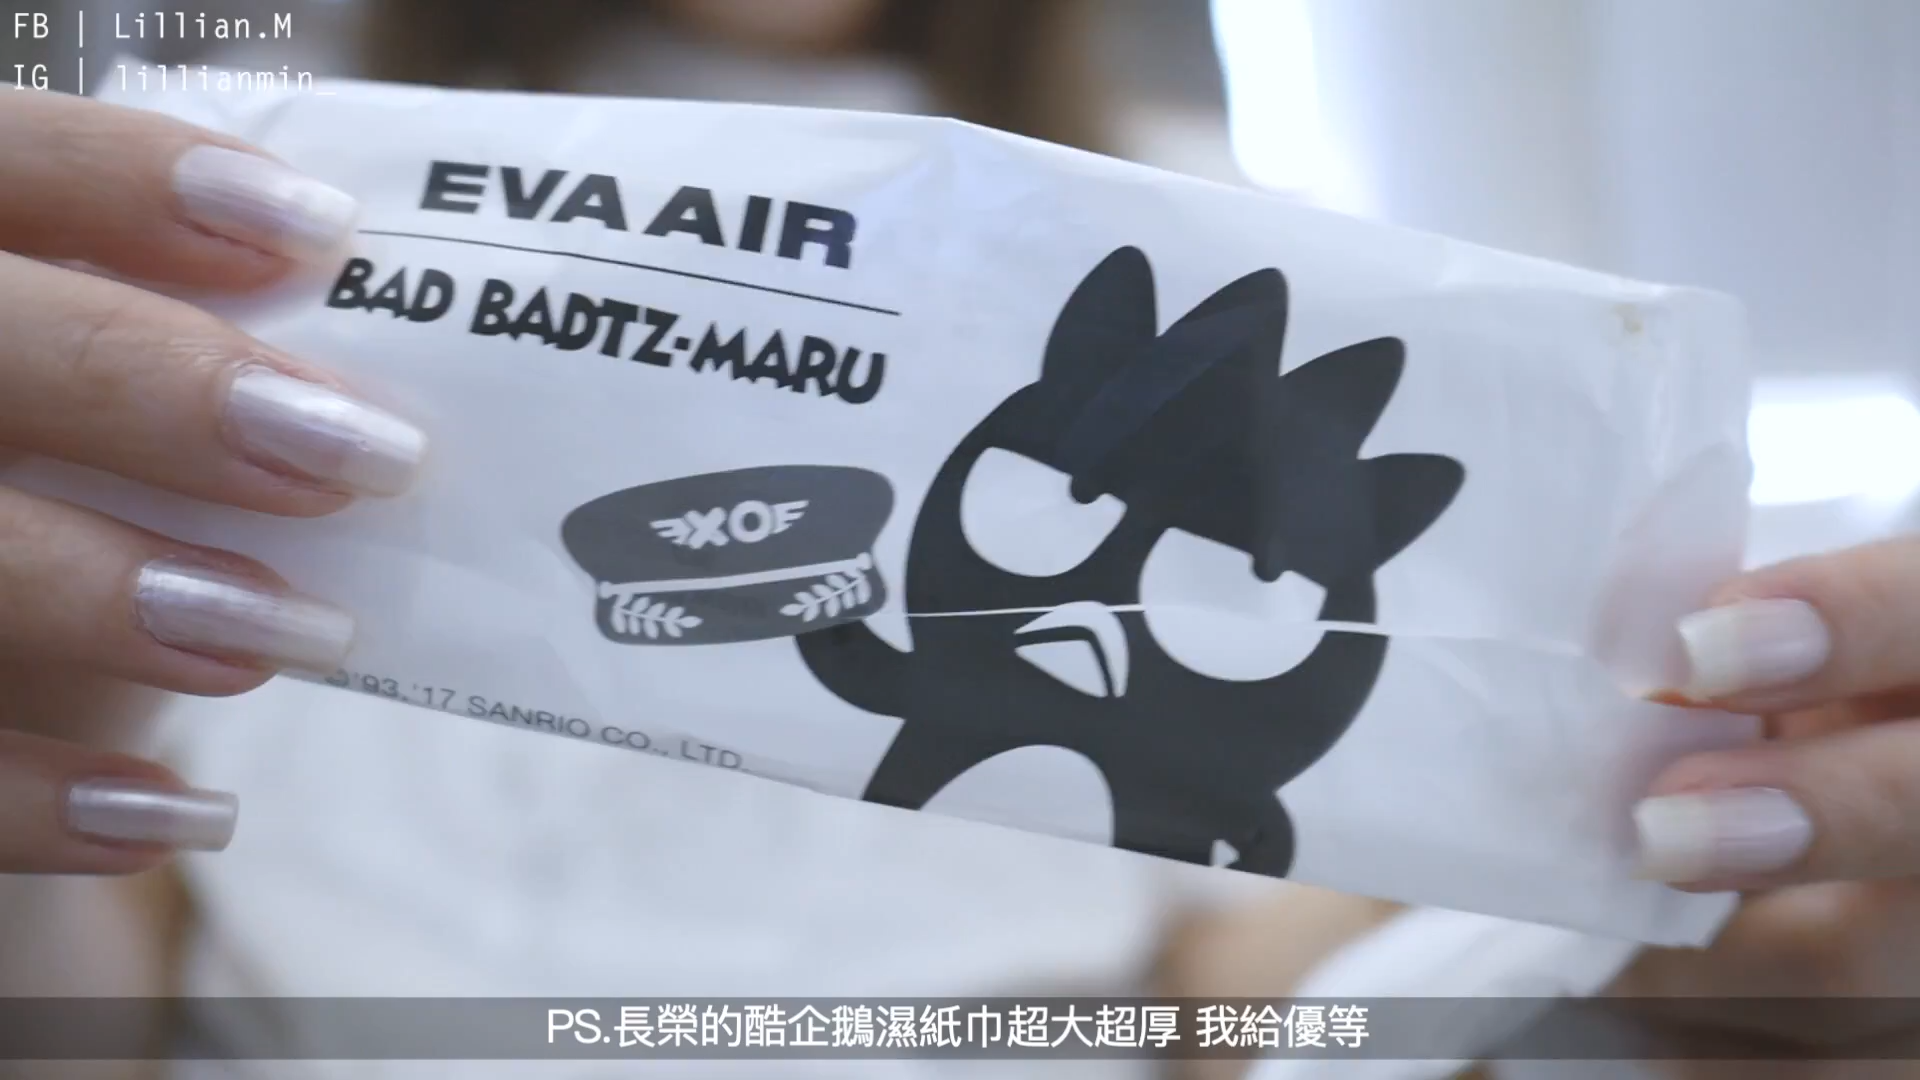 FB | Lillian.M
IG | lillianmin_
EVA AIR
BAD BADTZ-MARU
XO
©'93,'17 SANRIO CO., LTD.
PS.長榮的酷企鵝濕紙巾超大超厚 我給優等